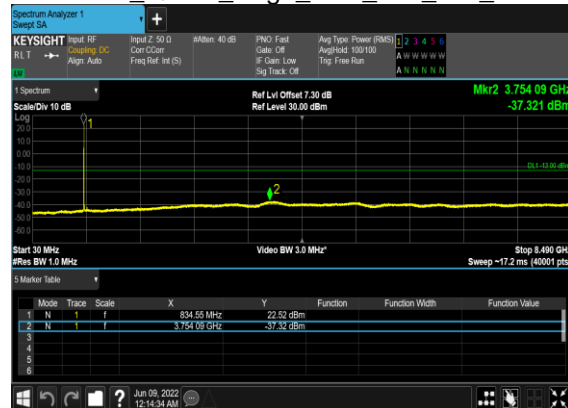 Spectrum Analyzer 1
Swept SA
KEYSIGHT Input: RF Input Z: 50 Ω #Atten: 40 dB PNO: Fast Avg Type: Power (RMS) 1 2 3 4 5 6
RLT Coupling: DC Corr CCorr Gate: Off Avg|Hold: 100/100 A W W W W W
Align: Auto Freq Ref: Int (S) IF Gain: Low Trig: Free Run
Sig Track: Off A N N N N N
1 Spectrum Ref Lvl Offset 7.30 dB Mkr2 3.754 09 GHz
Scale/Div 10 dB Ref Level 30.00 dBm -37.321 dBm
Log
1
20.0
10.0
0.00
-10.0 DL1 -13.00 dBm
-20.0
-30.0 2
-40.0
-50.0
-60.0
Start 30 MHz Video BW 3.0 MHz* Stop 8.490 GHz
#Res BW 1.0 MHz Sweep ~17.2 ms (40001 pts)
5 Marker Table
Mode Trace Scale X Y Function Function Width Function Value
1 N 1 f 834.55 MHz 22.52 dBm
2 N 1 f 3.754 09 GHz -37.32 dBm
3
4
5
6
? Jun 09, 2022
12:14:34 AM